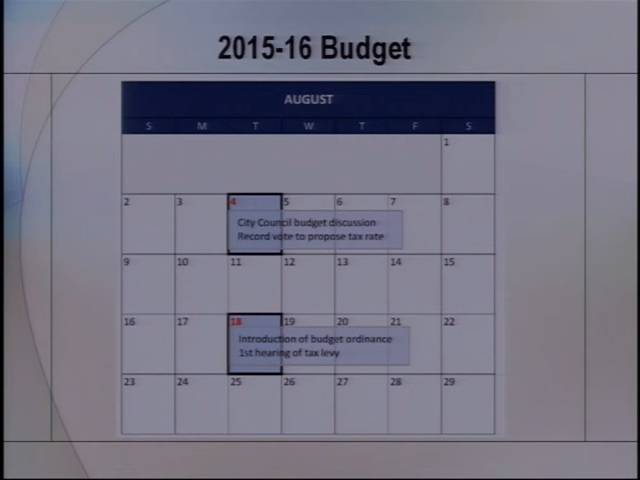 2015-16 Budget
AUGUST
S M T W T F S
1
2 3 4 5 6 7 8
City Council budget discussion
Record vote to propose tax rate
9 10 11 12 13 14 15
16 17 18 19 20 21 22
Introduction of budget ordinance
1st hearing of tax levy
23 24 25 26 27 28 29